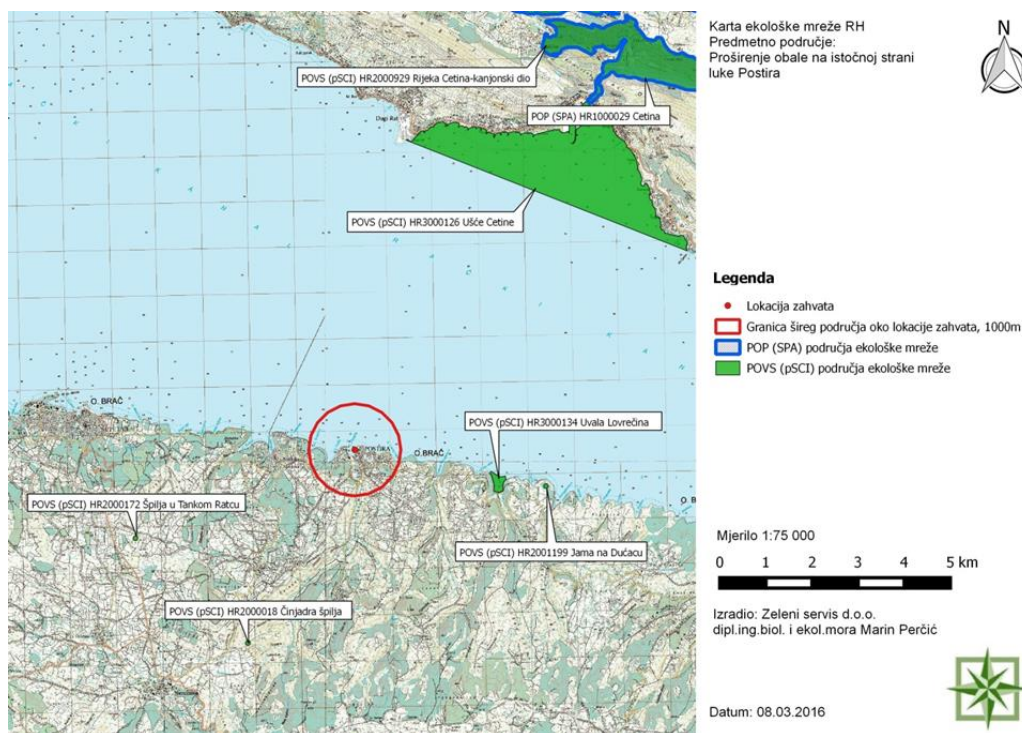 POVS (pSCI) HR2000929 Rijeka Cetina-kanjonski dio
POP (SPA) HR1000029 Cetina
POVS (pSCI) HR3000126 Ušće Cetine
O. BRAČ
POVS (pSCI) HR3000134 Uvala Lovrečina
O.BRAČ
POVS (pSCI) HR2000172 Špilja u Tankom Ratcu
POVS (pSCI) HR2001199 Jama na Dućacu
POVS (pSCI) HR2000018 Činjadra špilja
Karta ekološke mreže RH
Predmetno područje:
Proširenje obale na istočnoj strani
luke Postira
N
Legenda
Lokacija zahvata
Granica šireg područja oko lokacije zahvata, 1000m
POP (SPA) područja ekološke mreže
POVS (pSCI) područja ekološke mreže
Mjerilo 1:75 000
0 1 2 3 4 5 km
Izradio: Zeleni servis d.o.o.
dipl.ing.biol. i ekol.mora Marin Perčić
Datum: 08.03.2016